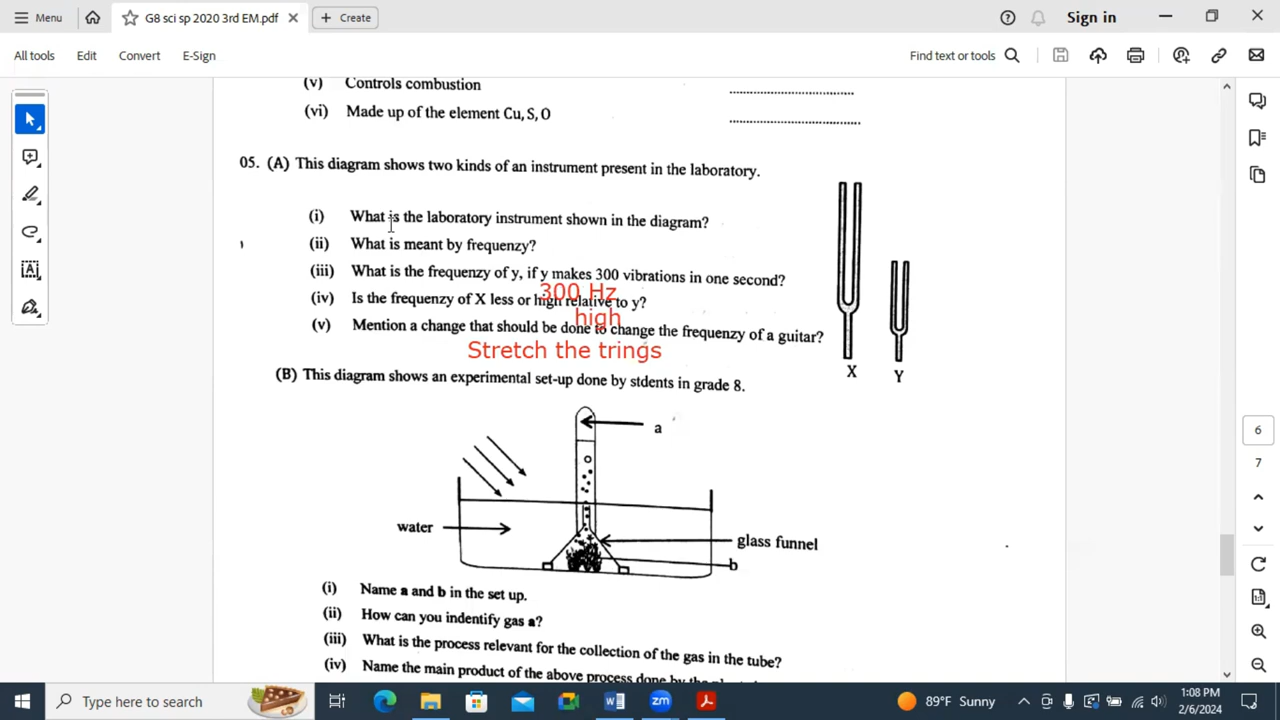 Menu
G8 sci sp 2020 3rd EM.pdf
Create
Sign in
All tools
Edit
Convert
E-Sign
Find text or tools
(v) Controls combustion
(vi) Made up of the element Cu, S, O
05. (A) This diagram shows two kinds of an instrument present in the laboratory.
(i) What is the laboratory instrument shown in the diagram?
(ii) What is meant by frequenzy?
(iii) What is the frequenzy of y, if y makes 300 vibrations in one second?
300 Hz
(iv) Is the frequenzy of X less or high relative to y?
high
(v) Mention a change that should be done to change the frequenzy of a guitar?
Stretch the trings
X
Y
(B) This diagram shows an experimental set-up done by stdents in grade 8.
a
water
glass funnel
b
(i) Name a and b in the set up.
(ii) How can you indentify gas a?
(iii) What is the process relevant for the collection of the gas in the tube?
(iv) Name the main product of the above process done by the
6
7
Type here to search
89°F Sunny
1:08 PM
2/6/2024